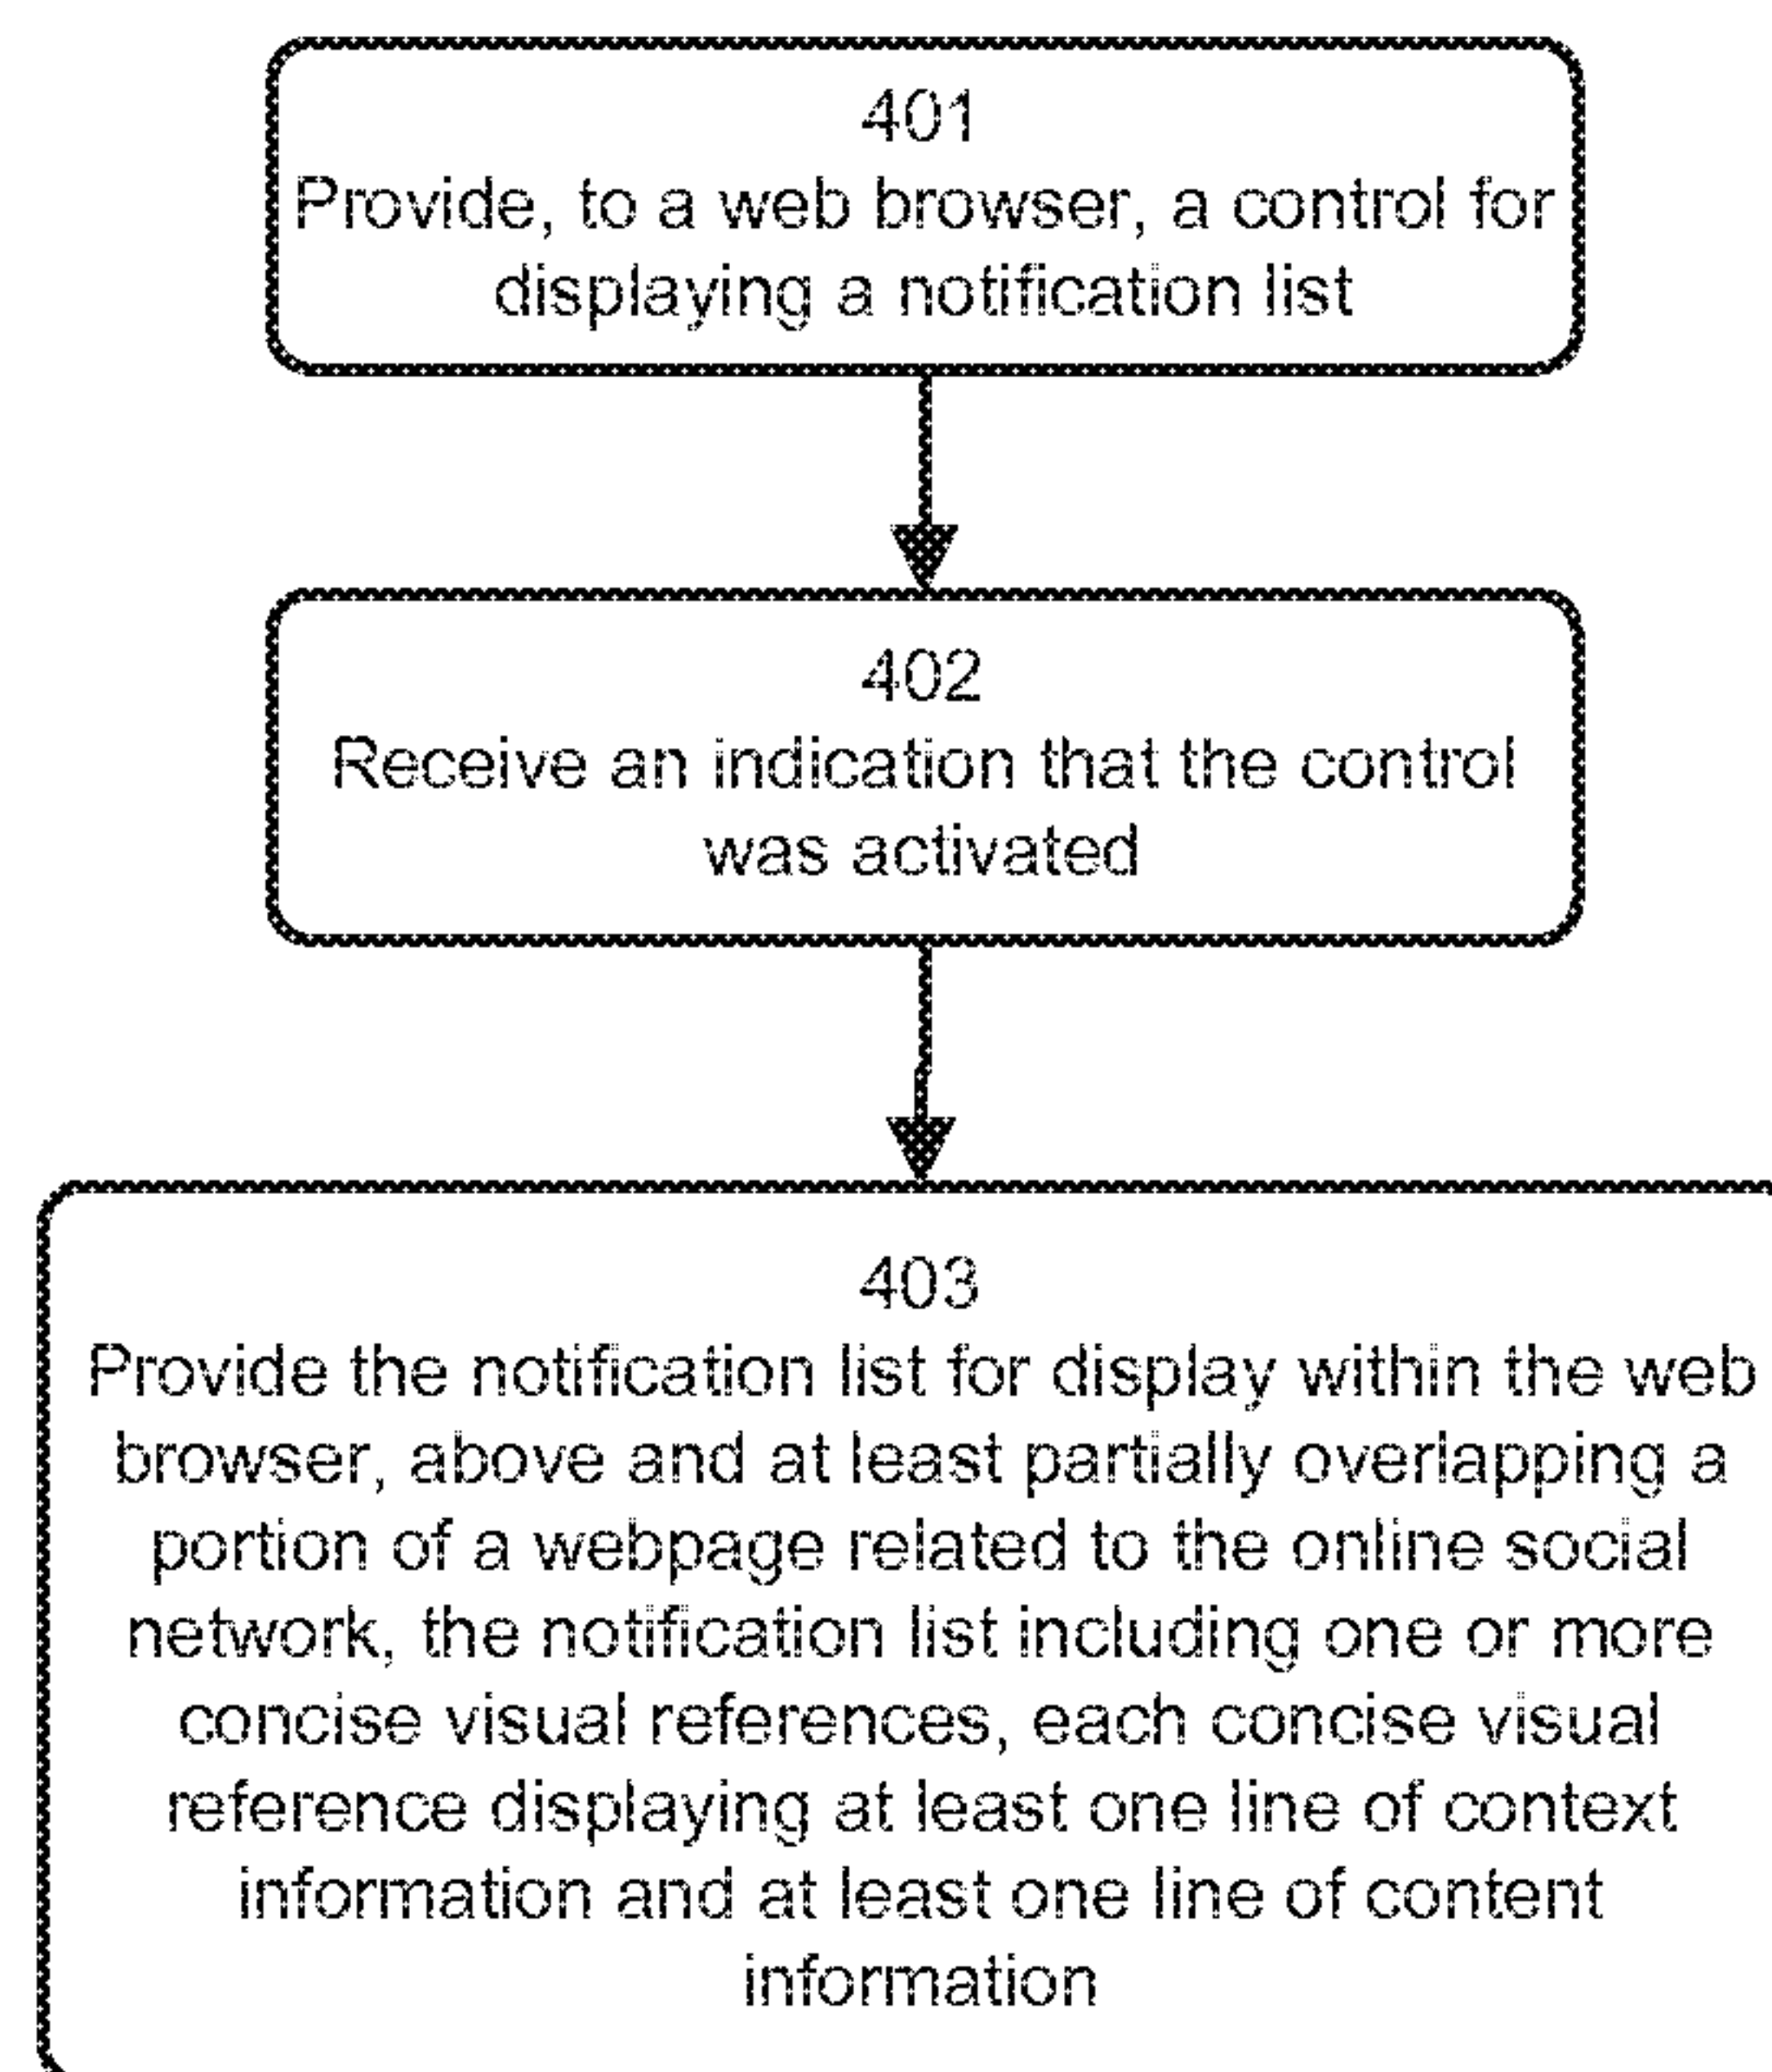 401
Provide, to a web browser, a control for
displaying a notification list
402
Receive an indication that the control
was activated
403
Provide the notification list for display within the web
browser, above and at least partially overlapping a
portion of a webpage related to the online social
network, the notification list including one or more
concise visual references, each concise visual
reference displaying at least one line of context
information and at least one line of content
information